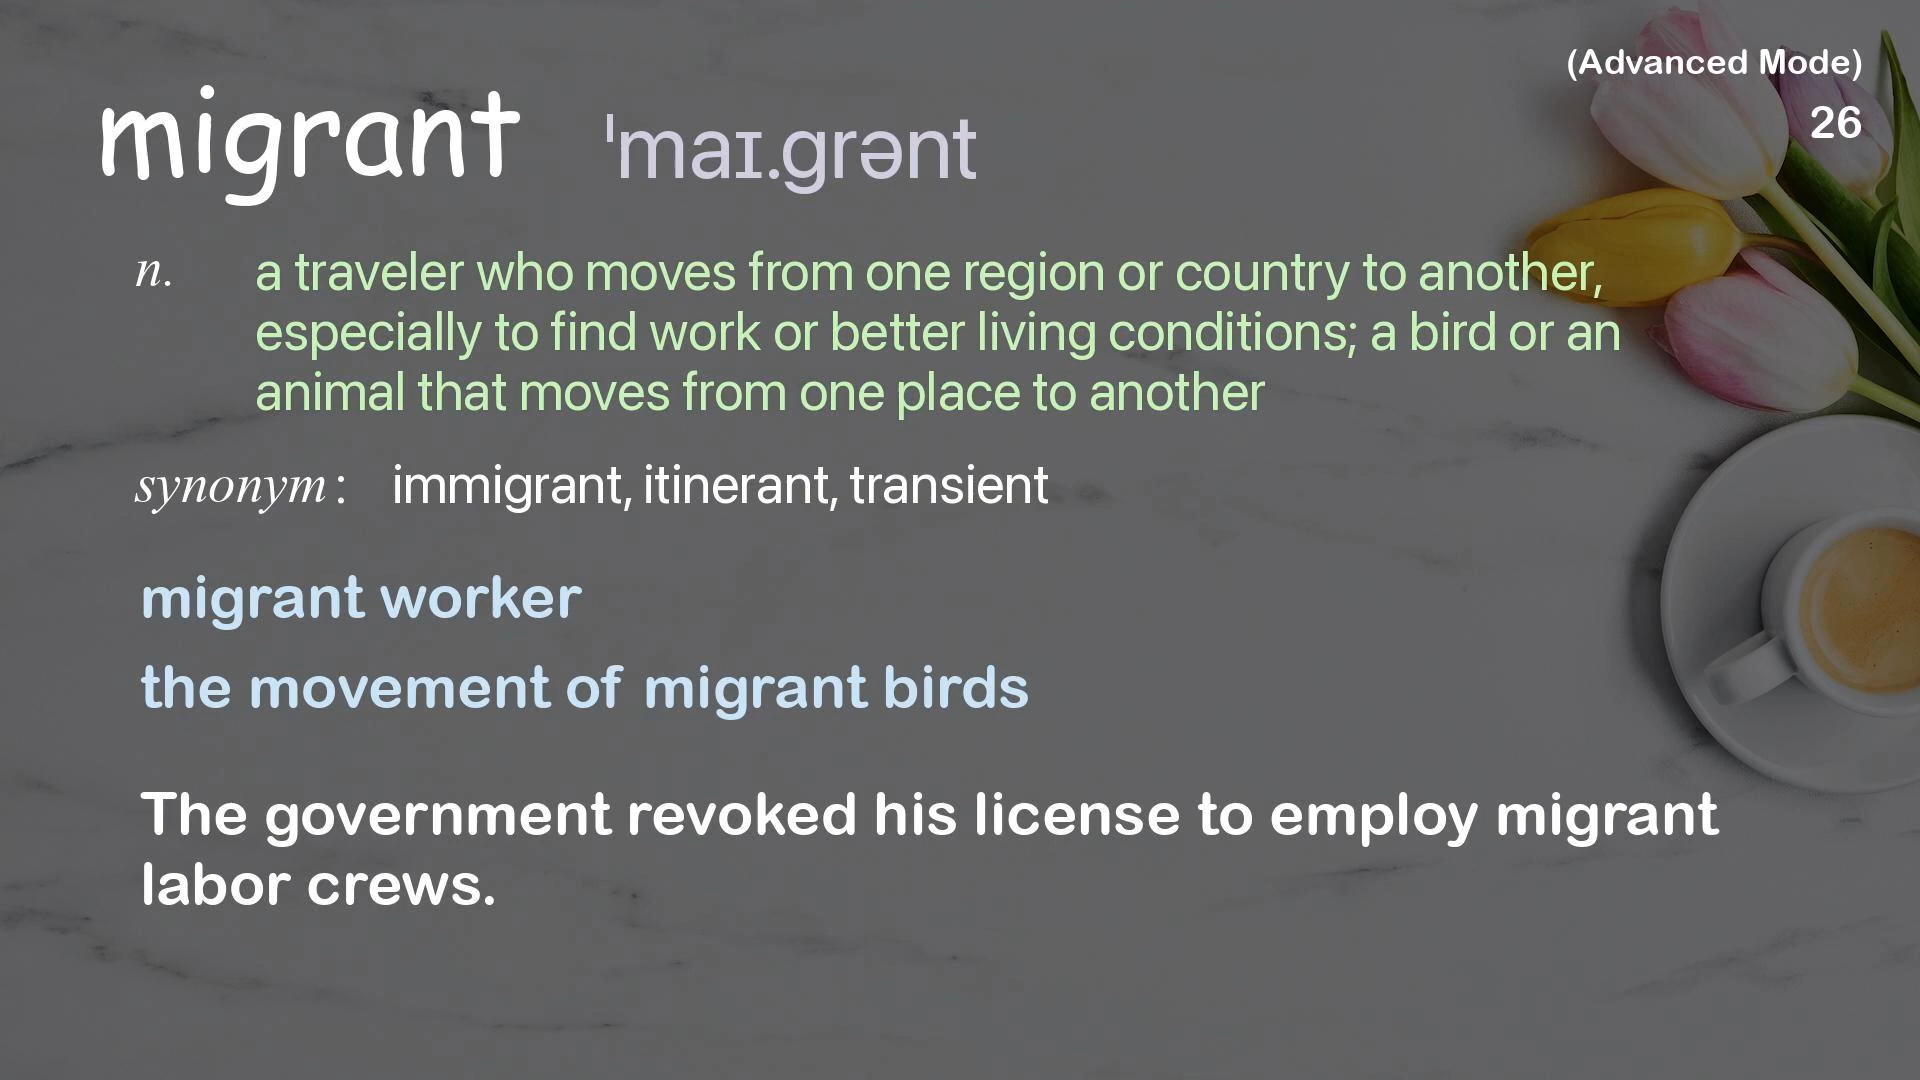 (Advanced Mode)
migrant ˈmaɪ.grənt
26
n. a traveler who moves from one region or country to another,
especially to find work or better living conditions; a bird or an
animal that moves from one place to another
synonym : immigrant, itinerant, transient
migrant worker
the movement of migrant birds
The government revoked his license to employ migrant
labor crews.